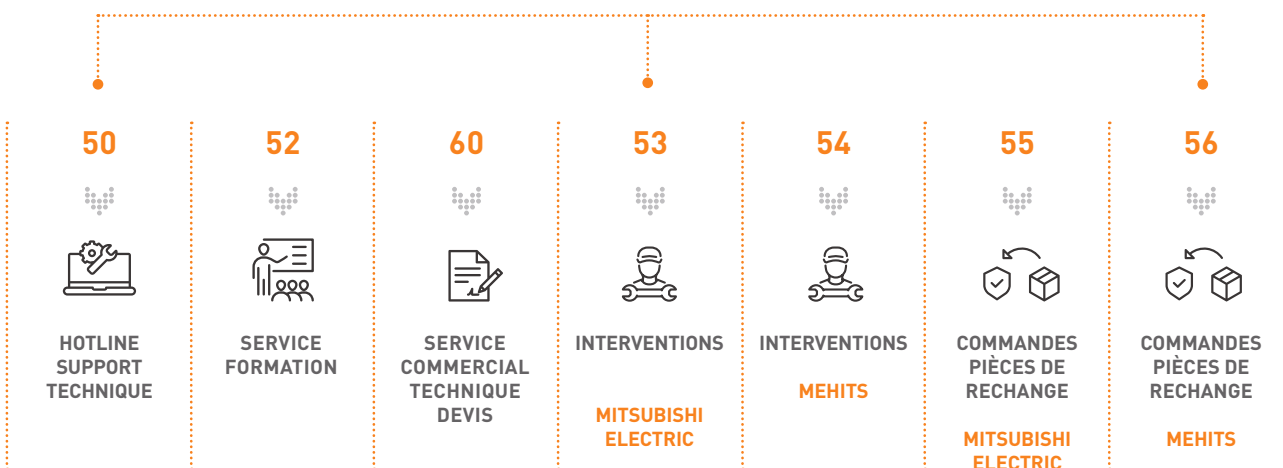 50
HOTLINE
SUPPORT
TECHNIQUE
52
SERVICE
FORMATION
60
SERVICE
COMMERCIAL
TECHNIQUE
DEVIS
53
INTERVENTIONS
MITSUBISHI
ELECTRIC
54
INTERVENTIONS
MEHITS
55
COMMANDES
PIÈCES DE
RECHANGE
MITSUBISHI
ELECTRIC
56
COMMANDES
PIÈCES DE
RECHANGE
MEHITS